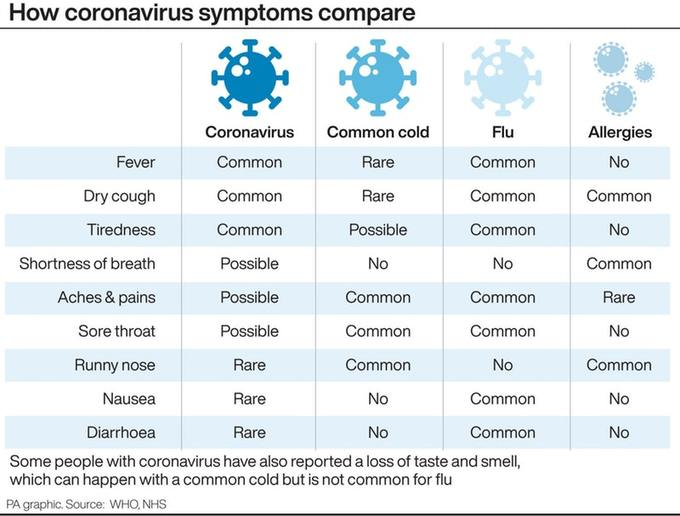 How coronavirus symptoms compare
Coronavirus Common cold Flu Allergies
Fever Common Rare Common No
Dry cough Common Rare Common Common
Tiredness Common Possible Common No
Shortness of breath Possible No No Common
Aches & pains Possible Common Common Rare
Sore throat Possible Common Common No
Runny nose Rare Common No Common
Nausea Rare No Common No
Diarrhoea Rare No Common No
Some people with coronavirus have also reported a loss of taste and smell,
which can happen with a common cold but is not common for flu
PA graphic. Source: WHO, NHS